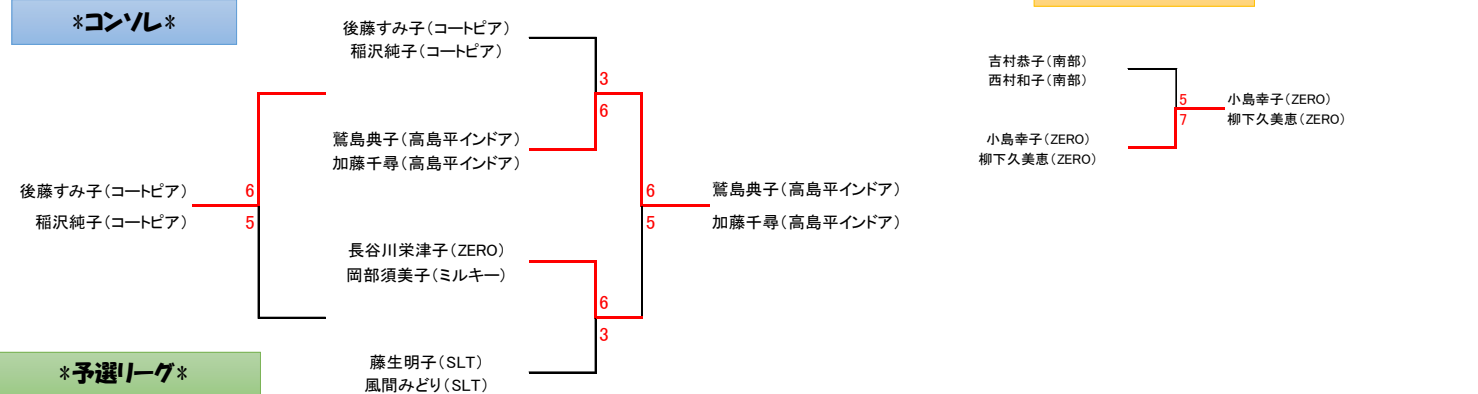 *コンソレ*
後藤すみ子(コートピア)
稲沢純子(コートピア)
3
6
鷲島典子(高島平インドア)
加藤千尋(高島平インドア)
後藤すみ子(コートピア)
稲沢純子(コートピア)
6
5
6
5
鷲島典子(高島平インドア)
加藤千尋(高島平インドア)
長谷川栄津子(ZERO)
岡部須美子(ミルキー)
6
3
藤生明子(SLT)
風間みどり(SLT)
*予選リーグ*
吉村恭子(南部)
西村和子(南部)
5
7
小島幸子(ZERO)
柳下久美恵(ZERO)
小島幸子(ZERO)
柳下久美恵(ZERO)